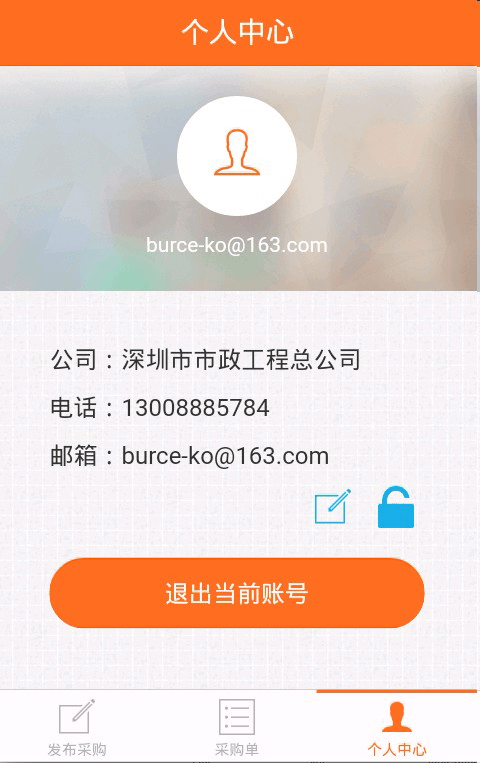 个人中心
burce-ko@163.com
公司：深圳市市政工程总公司
电话：13008885784
邮箱：burce-ko@163.com
退出当前账号
发布采购
采购单
个人中心